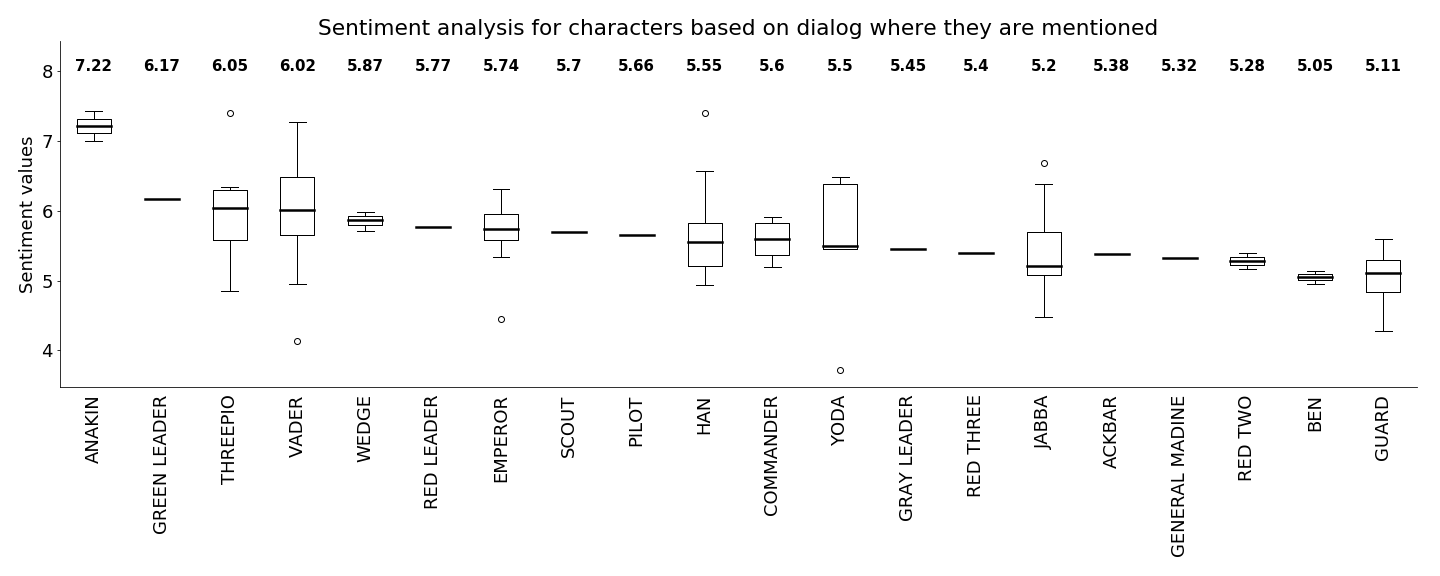 Sentiment analysis for characters based on dialog where they are mentioned
7.22 6.17 6.05 6.02 5.87 5.77 5.74 5.7 5.66 5.55 5.6 5.5 5.45 5.4 5.2 5.38 5.32 5.28 5.05 5.11
Sentiment values
8
7
6
5
4
ANAKIN
GREEN LEADER
THREEPIO
VADER
WEDGE
RED LEADER
EMPEROR
SCOUT
PILOT
HAN
COMMANDER
YODA
GRAY LEADER
RED THREE
JABBA
ACKBAR
GENERAL MADINE
RED TWO
BEN
GUARD